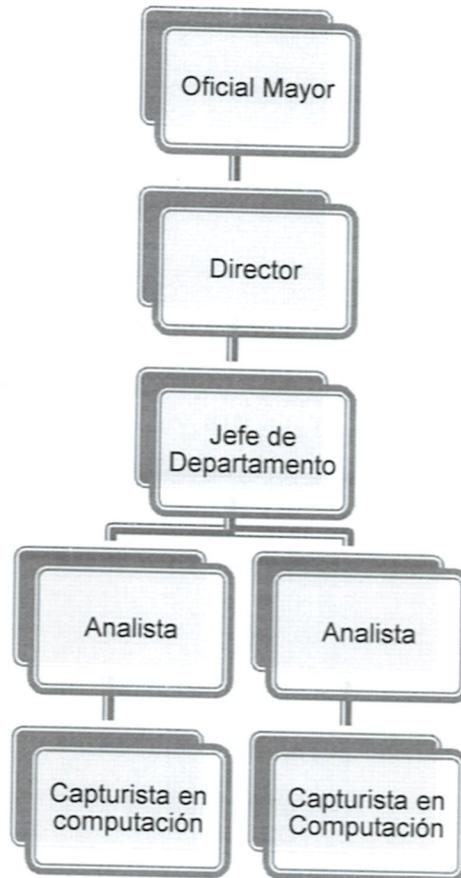 Oficial Mayor
Director
Jefe de
Departamento
Analista
Analista
Capturista en
computación
Capturista en
Computación